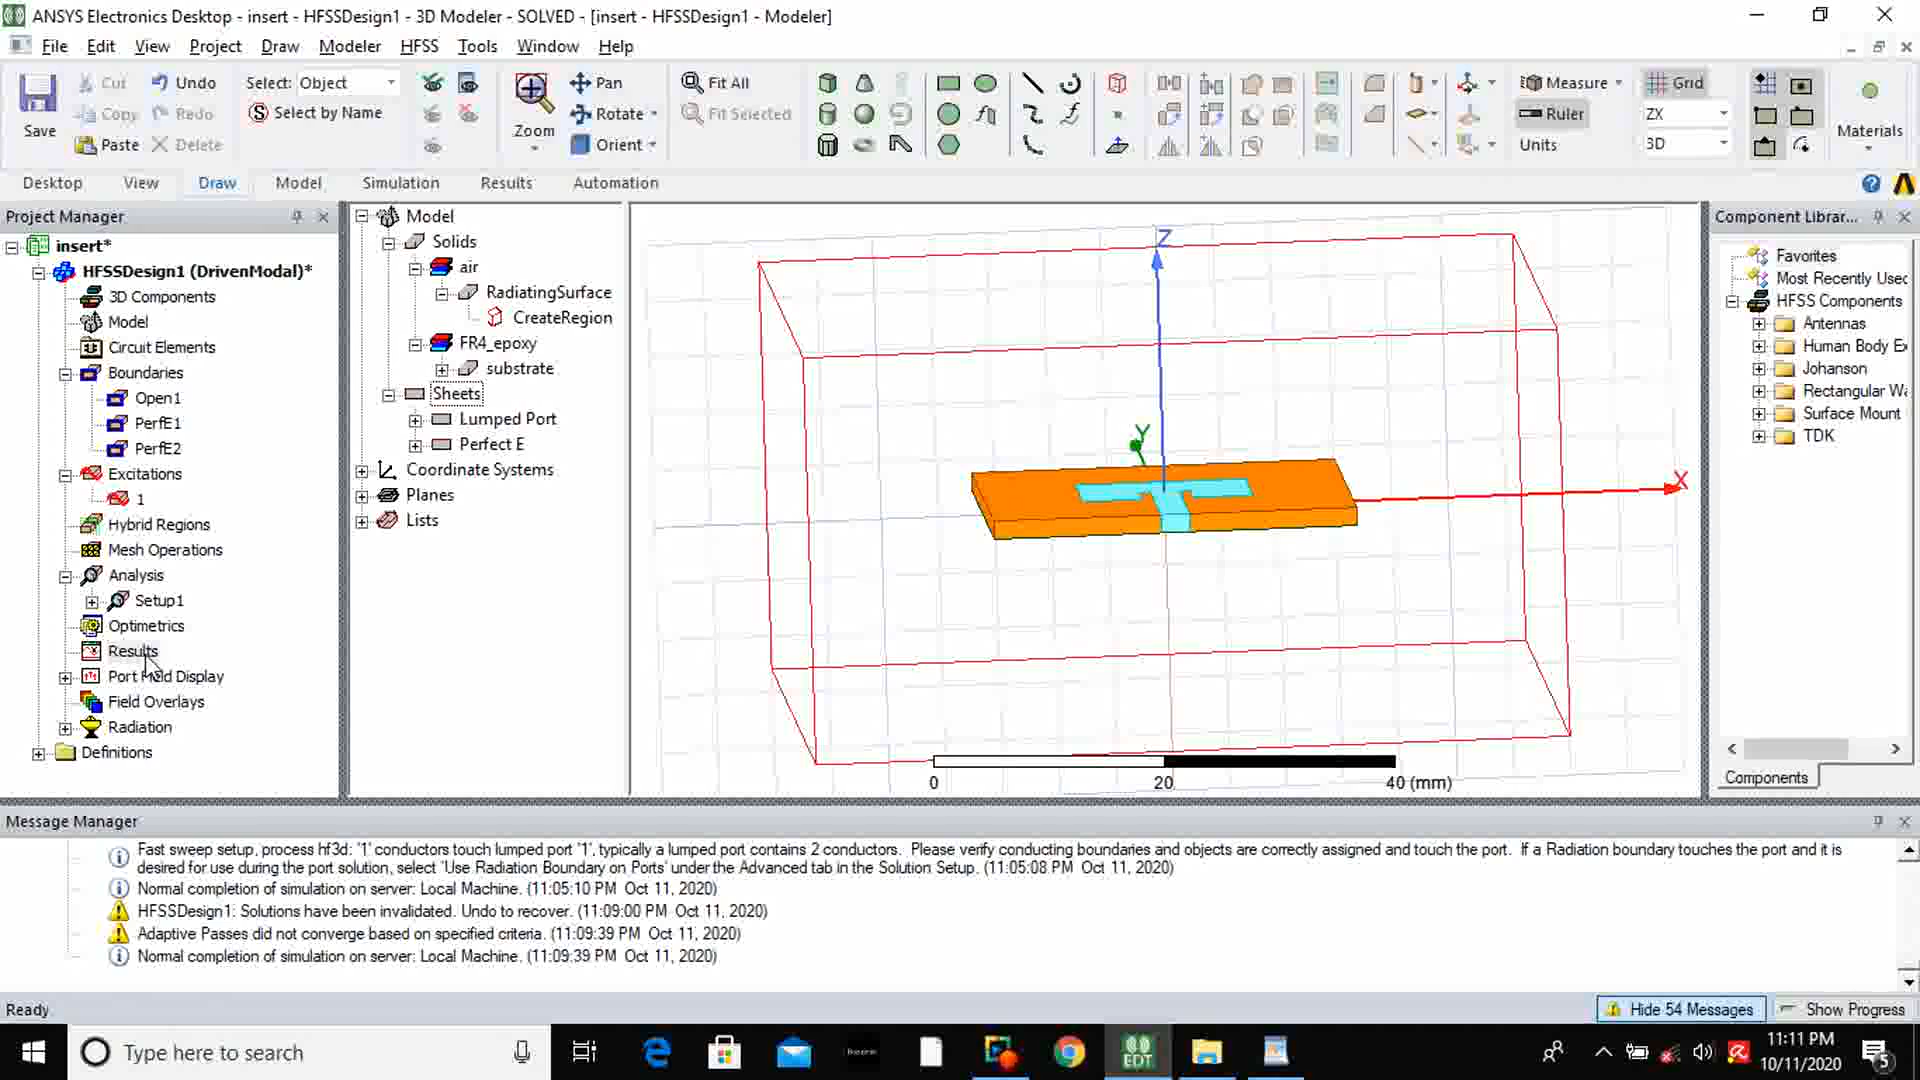 ANSYS Electronics Desktop - insert - HFSSDesign1 - 3D Modeler - SOLVED - [insert - HFSSDesign1 - Modeler]
File Edit View Project Draw Modeler HFSS Tools Window Help
Save
Cut
Copy
Paste
Undo
Redo
Delete
Select: Object
Select by Name
Zoom
Pan
Rotate
Orient
Fit All
Fit Selected
Measure
Ruler
Units
Grid
ZX
3D
Materials
Desktop View Draw Model Simulation Results Automation
Project Manager
insert*
HFSSDesign1 (DrivenModal)*
3D Components
Model
Circuit Elements
Boundaries
Open1
PerfE1
PerfE2
Excitations
1
Hybrid Regions
Mesh Operations
Analysis
Setup1
Optimetrics
Results
Port Field Display
Field Overlays
Radiation
Definitions
Model
Solids
air
RadiatingSurface
CreateRegion
FR4_epoxy
substrate
Sheets
Lumped Port
Perfect E
Coordinate Systems
Planes
Lists
Z
Y
X
0 20 40 (mm)
Component Librar...
Favorites
Most Recently Used
HFSS Components
Antennas
Human Body Ex
Johanson
Rectangular Wa
Surface Mount
TDK
Components
Message Manager
Fast sweep setup, process hf3d: '1' conductors touch lumped port '1', typically a lumped port contains 2 conductors. Please verify conducting boundaries and objects are correctly assigned and touch the port. If a Radiation boundary touches the port and it is
desired for use during the port solution, select 'Use Radiation Boundary on Ports' under the Advanced tab in the Solution Setup. (11:05:08 PM Oct 11, 2020)
Normal completion of simulation on server: Local Machine. (11:05:10 PM Oct 11, 2020)
HFSSDesign1: Solutions have been invalidated. Undo to recover. (11:09:00 PM Oct 11, 2020)
Adaptive Passes did not converge based on specified criteria. (11:09:39 PM Oct 11, 2020)
Normal completion of simulation on server: Local Machine. (11:09:39 PM Oct 11, 2020)
Ready
Hide 54 Messages
Show Progress
Type here to search
EDT
11:11 PM
10/11/2020
5